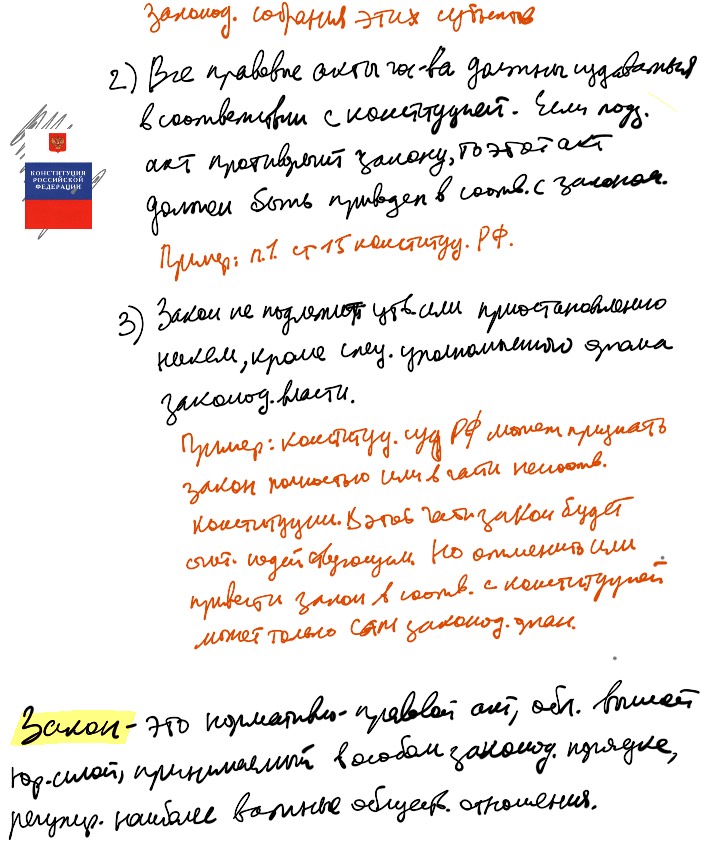 законод. собрания этих субъектов
2) Все правовые акты гос-ва должны издаваться
в соответствии с конституцией. Если подз.
КОНСТИТУЦИЯ
РОССИЙСКОЙ
ФЕДЕРАЦИИ
акт противоречит закону, то этот акт
должен быть приведен в соотв. с законом.
Пример: п.1. ст 15 конституц. РФ.
3) Закон не подлежит утв или приостановлению
никем, кроме спец. уполномоченного органа
законод. власти.
Пример: конституц. суд РФ может признать
закон полностью или в части несоотв.
конституции. В этой части закон будет
счит. недействующим. Но отменить или
привести закон в соотв. с конституцией
может только САМ законод. орган.
Закон - это нормативно-правовой акт, обл. высшей
юр. силой, принимаемый в особом законод. порядке,
регулир. наиболее важные обществ. отношения.